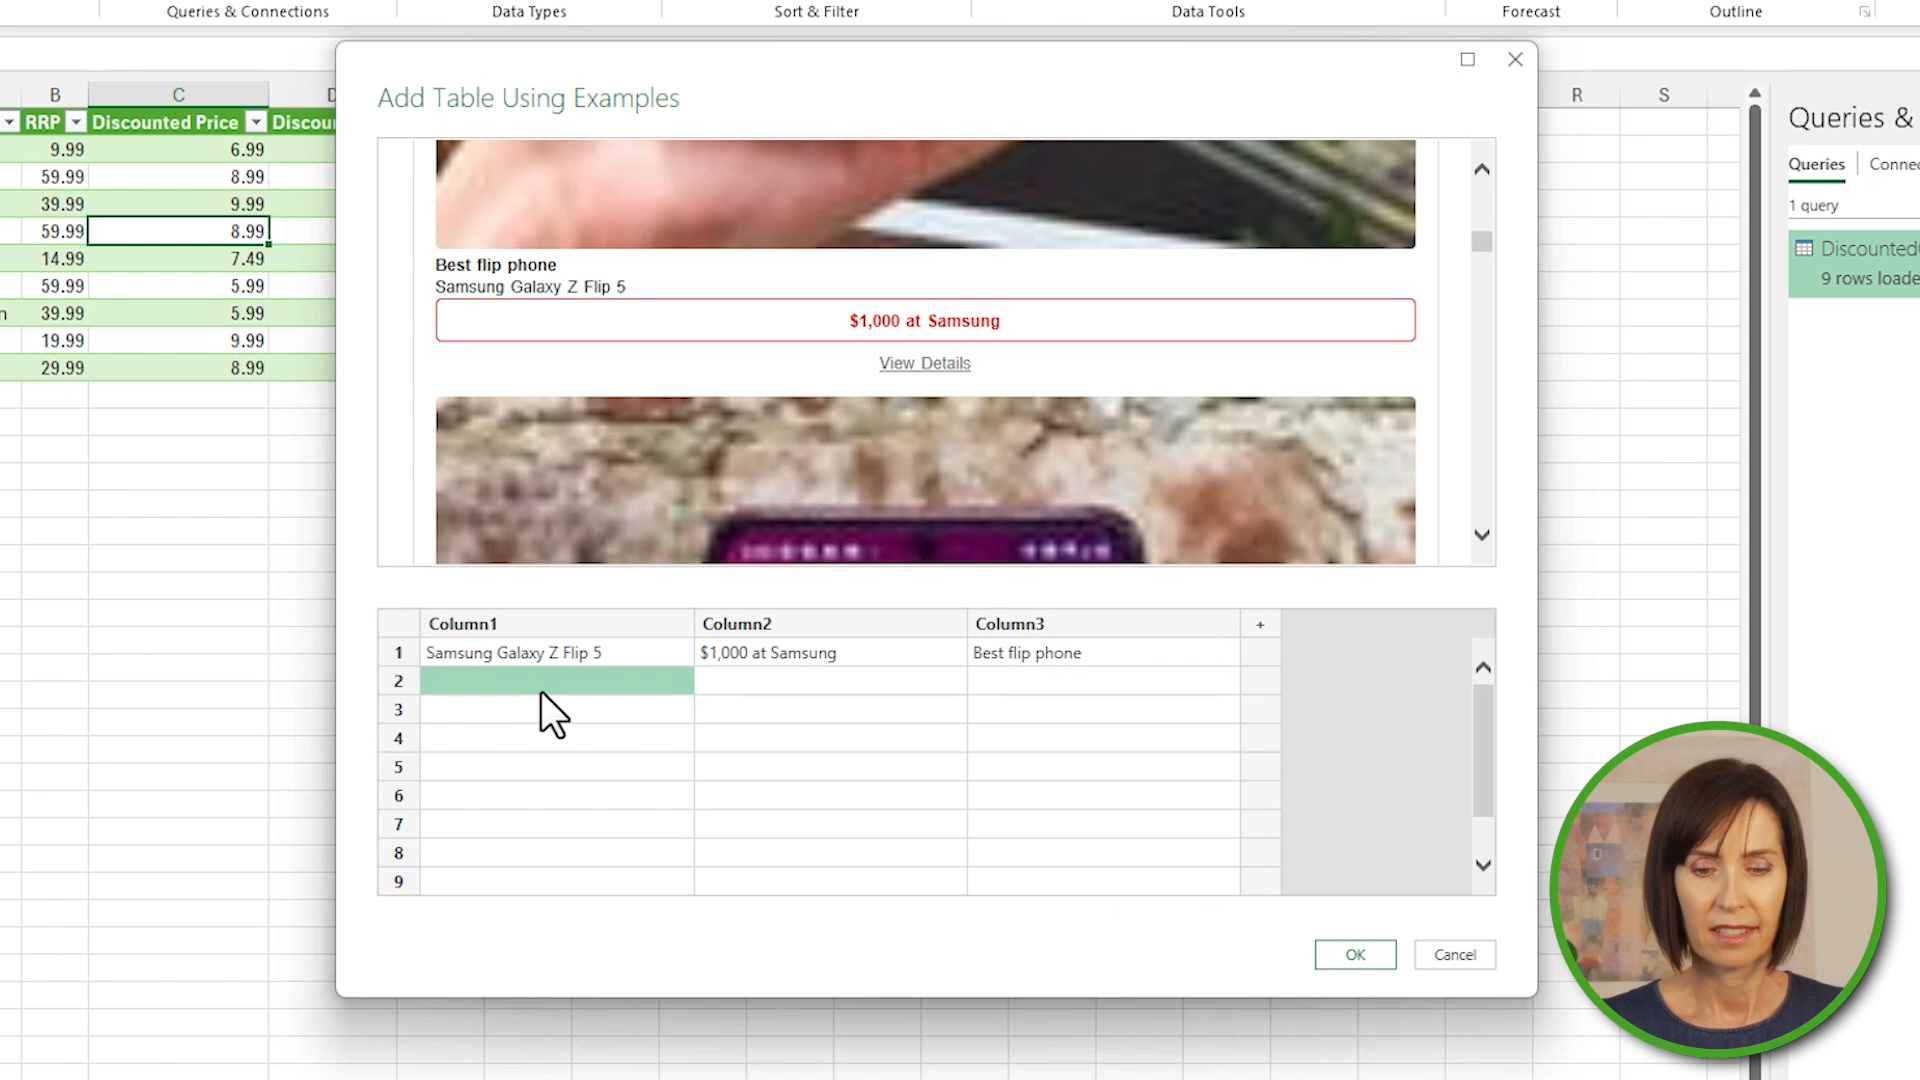 Queries & Connections
Data Types
Sort & Filter
Data Tools
Forecast
Outline
B
C
R
S
RRP
Discounted Price
9.99 6.99
59.99 8.99
39.99 9.99
59.99 8.99
14.99 7.49
59.99 5.99
39.99 5.99
19.99 9.99
29.99 8.99
Add Table Using Examples
Best flip phone
Samsung Galaxy Z Flip 5
$1,000 at Samsung
View Details
Column1 Column2 Column3 +
1 Samsung Galaxy Z Flip 5 $1,000 at Samsung Best flip phone
2
3
4
5
6
7
8
9
OK
Cancel
Queries &
Queries
Connec
1 query
Discounted
9 rows loade